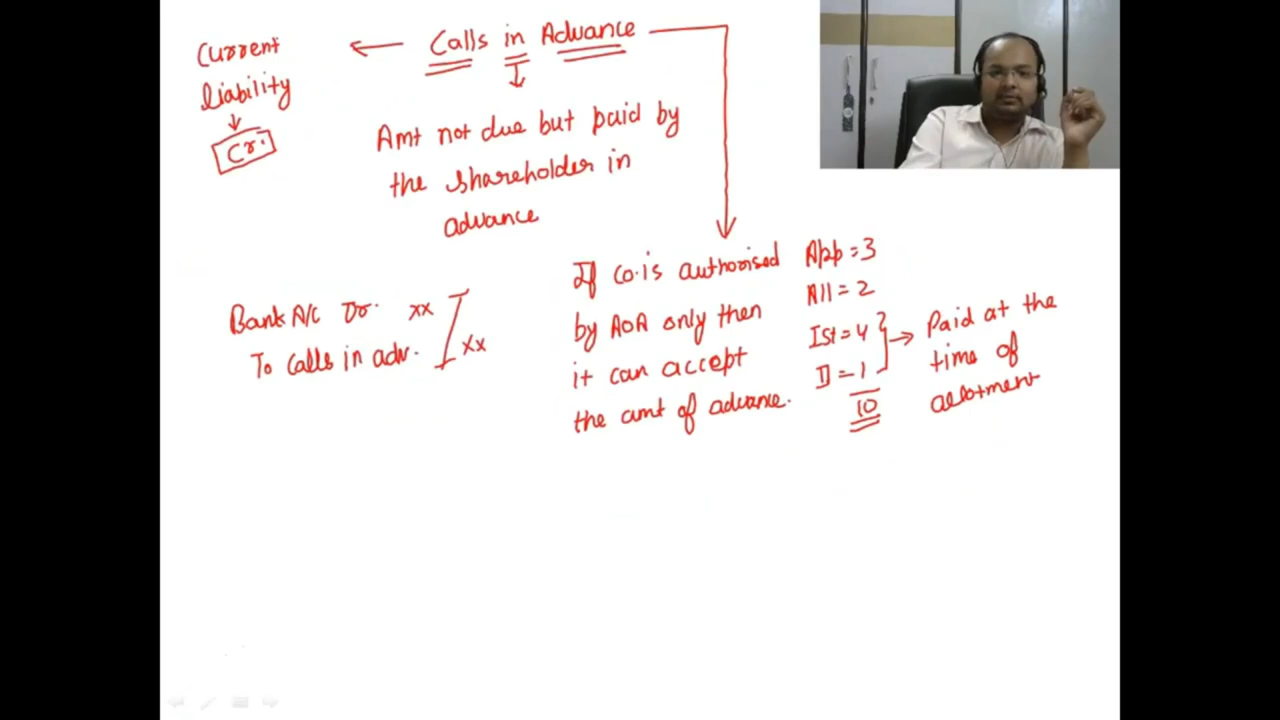 Calls in Advance
Current
liability
Cr.
Amt not due but paid by
the shareholder in
advance
If Co. is authorised
by AOA only then
it can accept
the amt of advance.
App = 3
All = 2
Ist = 4
II = 1
10
Paid at the
time of
allotment
Bank A/C Dr. xx
To Calls in adv. xx